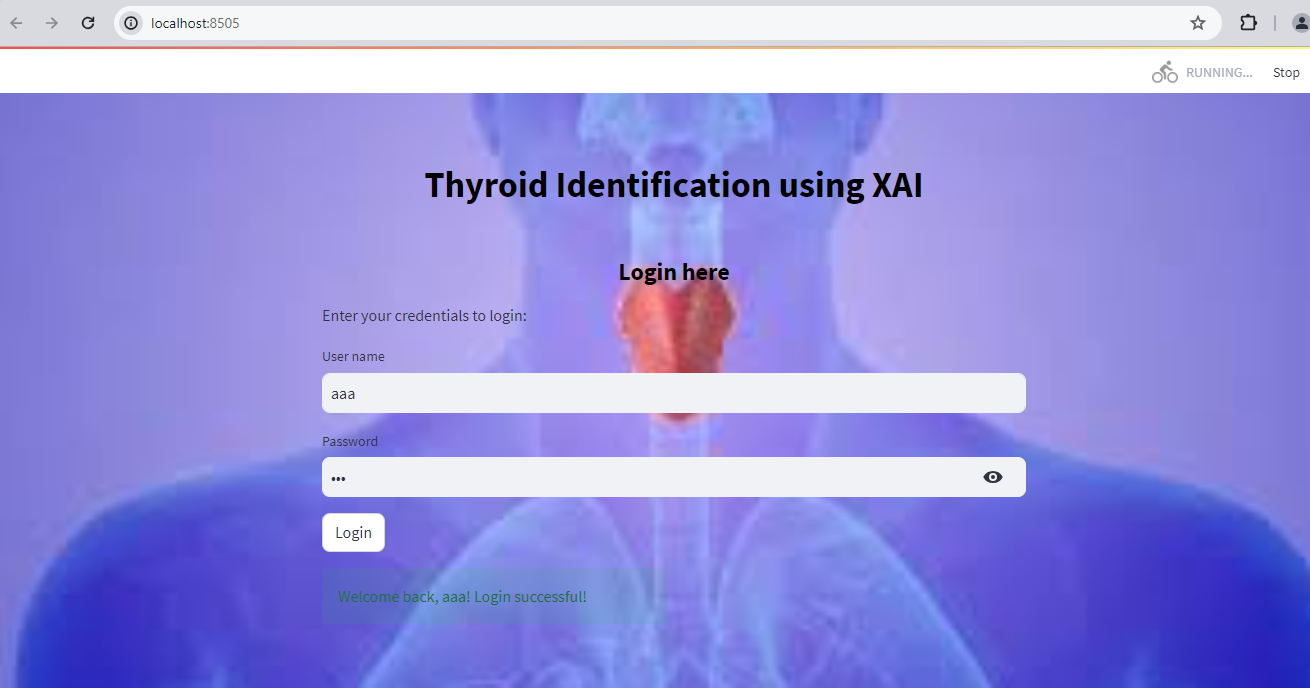 localhost:8505
RUNNING...
Stop
Thyroid Identification using XAI
Login here
Enter your credentials to login:
User name
aaa
Password
•••
Login
Welcome back, aaa! Login successful!